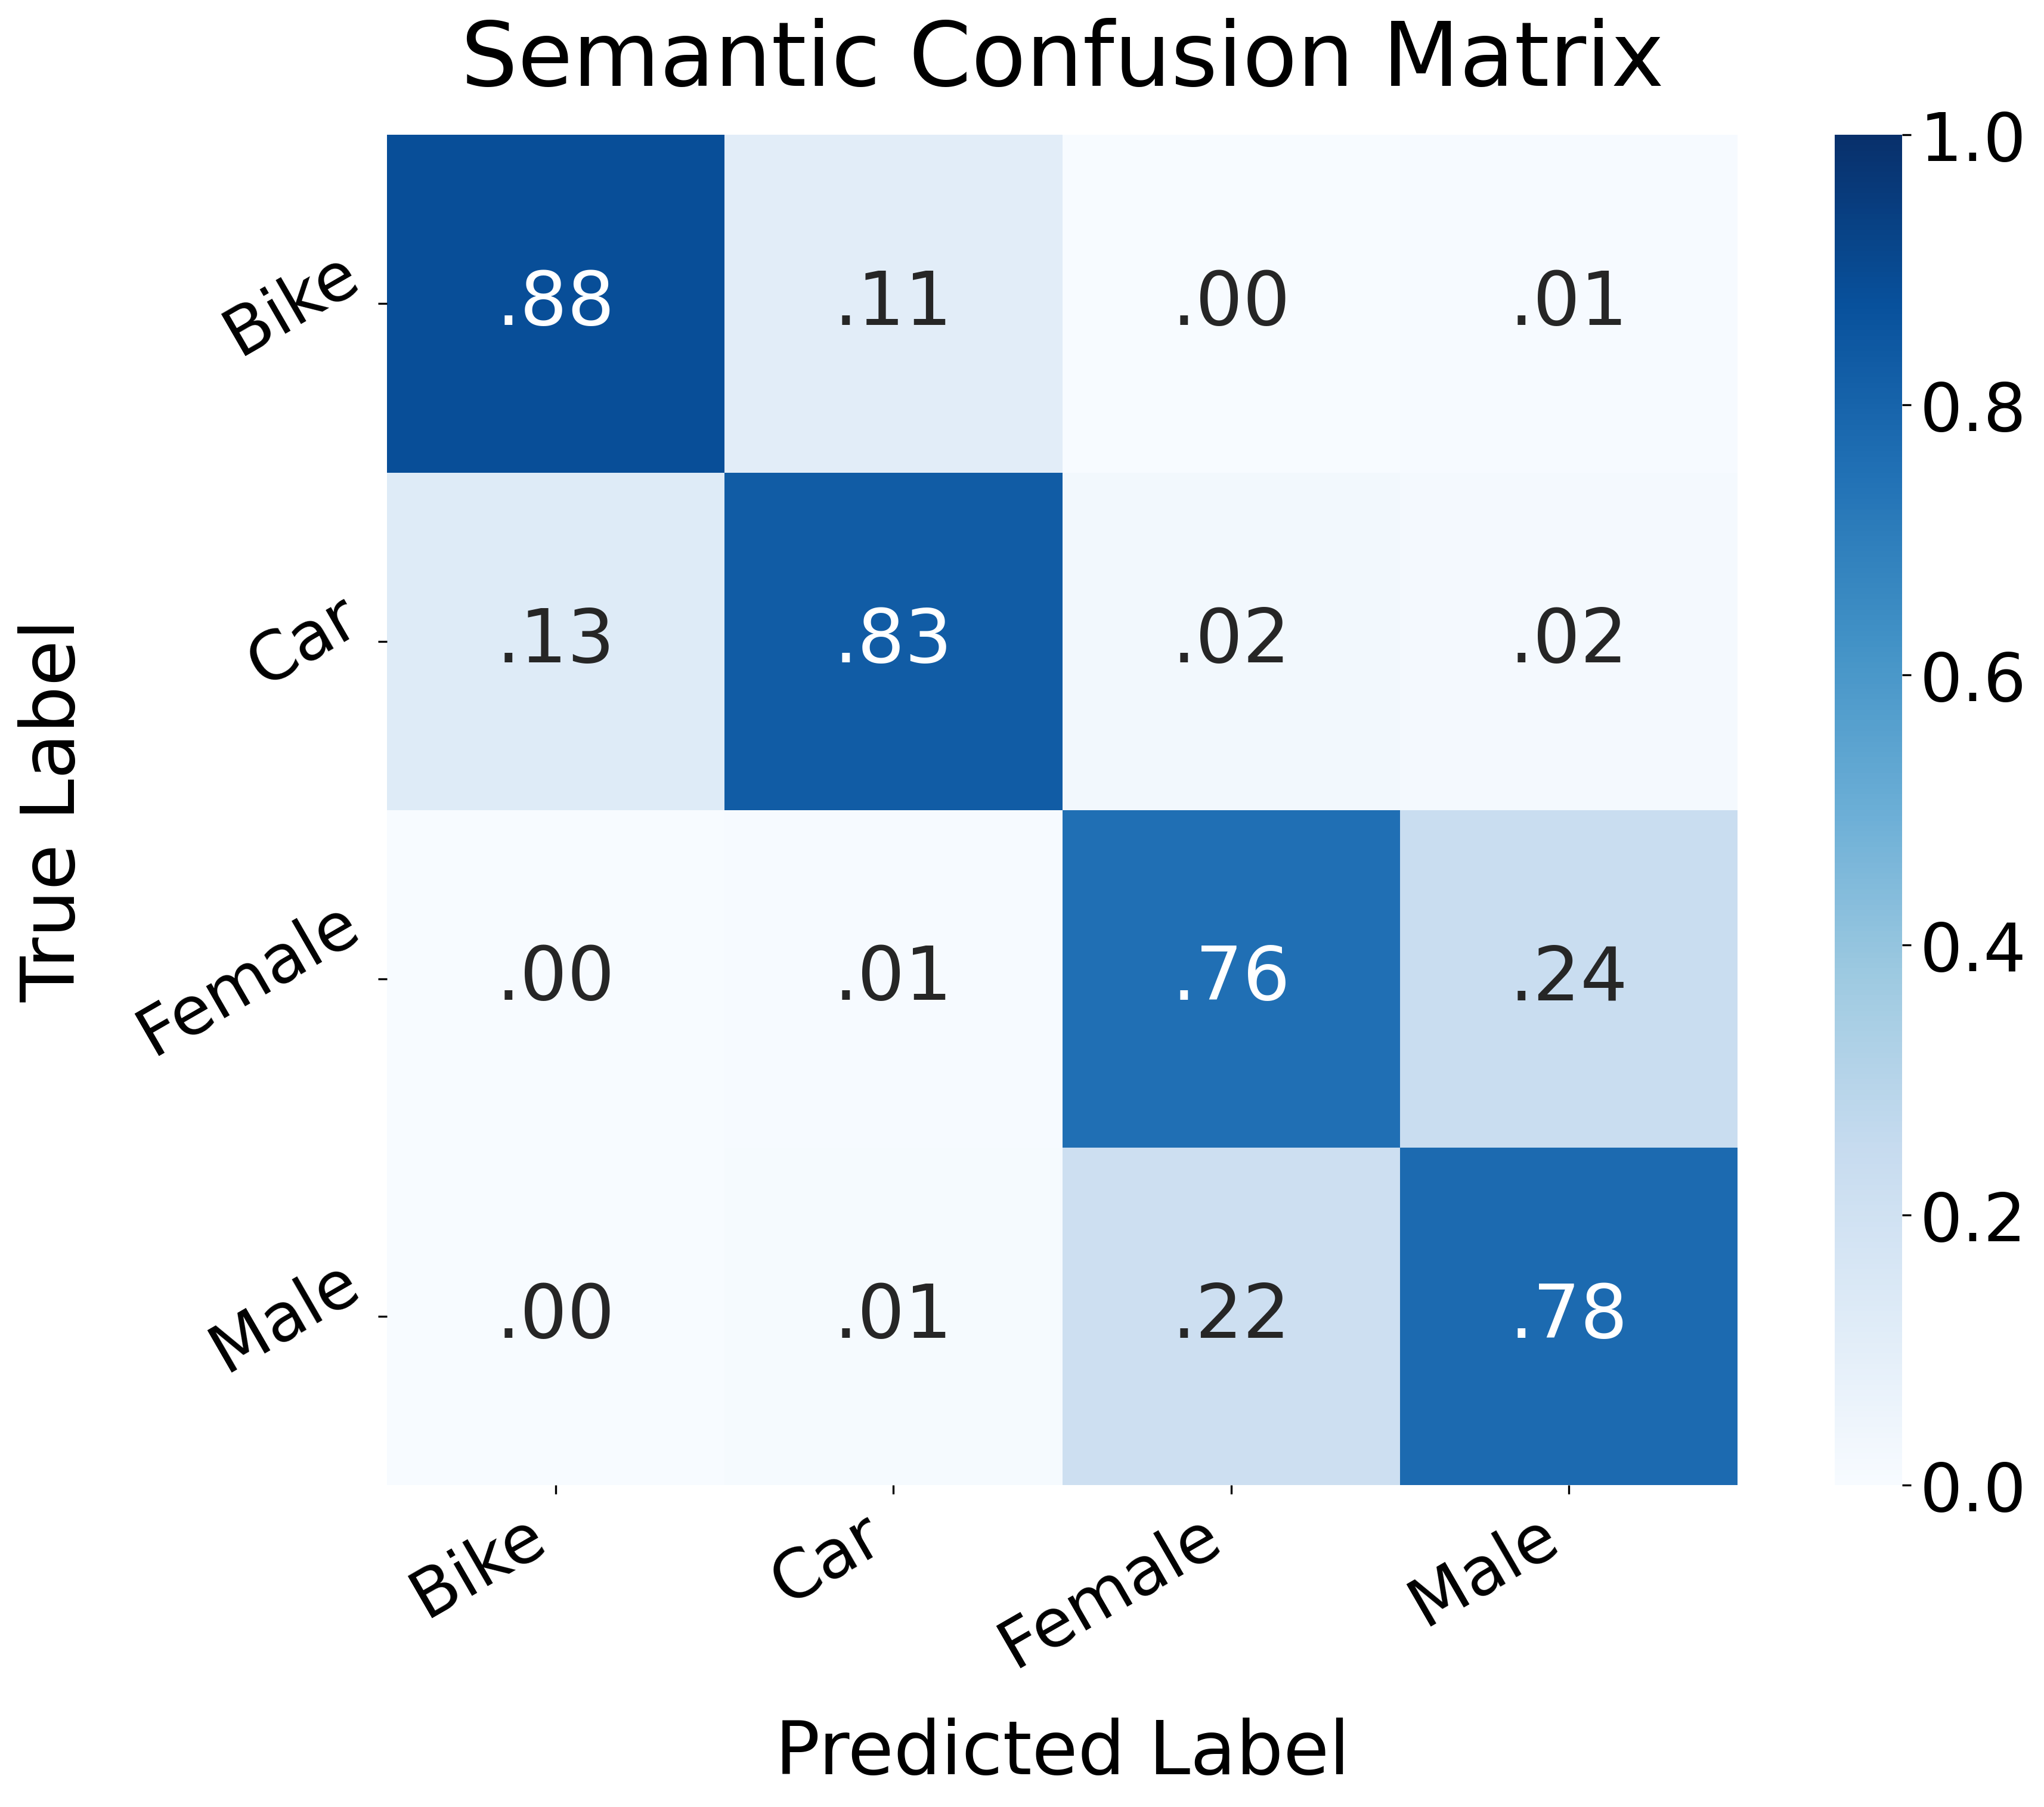 Semantic Confusion Matrix
1.0
Bike .88 .11 .00 .01
0.8
Car .13 .83 .02 .02
0.6
True Label
Female .00 .01 .76 .24
0.4
0.2
Male .00 .01 .22 .78
0.0
Bike Car Female Male
Predicted Label